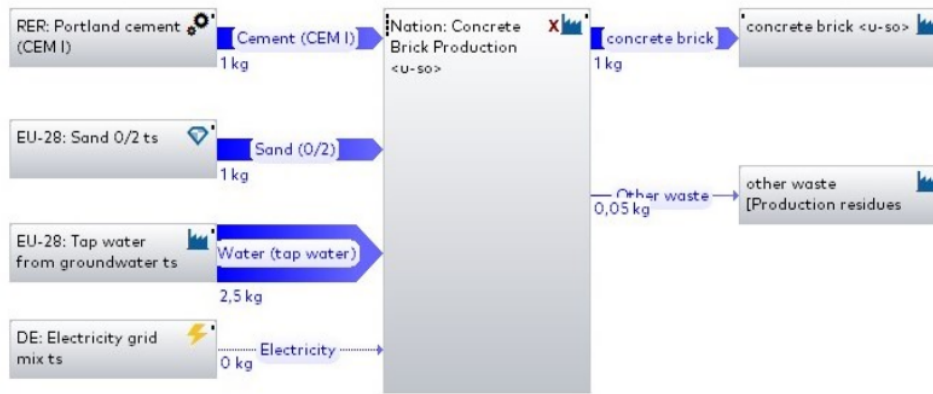 RER: Portland cement
(CEM I)
Cement (CEM I)
1 kg
Nation: Concrete
Brick Production
<u-so>
X
concrete brick
1 kg
concrete brick <u-so>
EU-28: Sand 0/2 ts
Sand (0/2)
1 kg
Other waste
0,05 kg
other waste
[Production residues
EU-28: Tap water
from groundwater ts
Water (tap water)
2,5 kg
DE: Electricity grid
mix ts
Electricity
0 kg